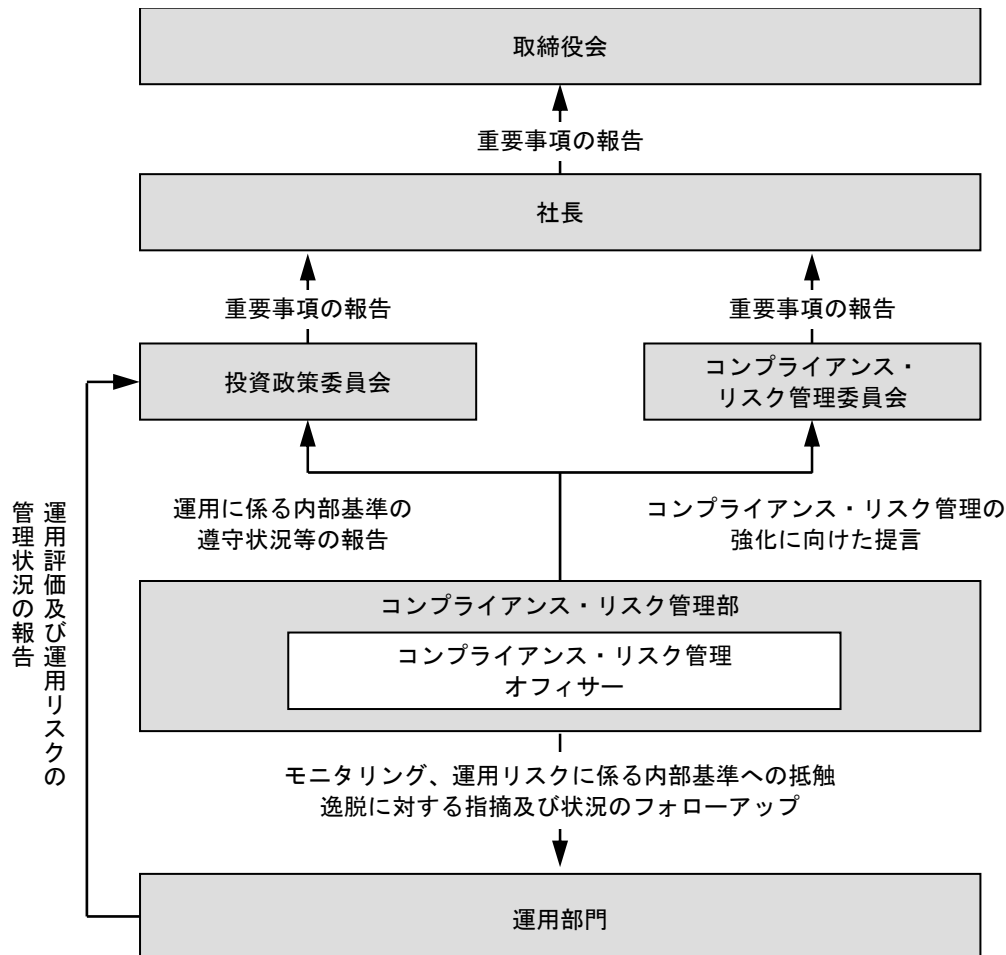 取締役会
重要事項の報告
社長
重要事項の報告
重要事項の報告
投資政策委員会
コンプライアンス・
リスク管理委員会
運用に係る内部基準の
遵守状況等の報告
コンプライアンス・リスク管理の
強化に向けた提言
運用評価及び運用リスクの
管理状況の報告
コンプライアンス・リスク管理部
コンプライアンス・リスク管理
オフィサー
モニタリング、運用リスクに係る内部基準への抵触
逸脱に対する指摘及び状況のフォローアップ
運用部門